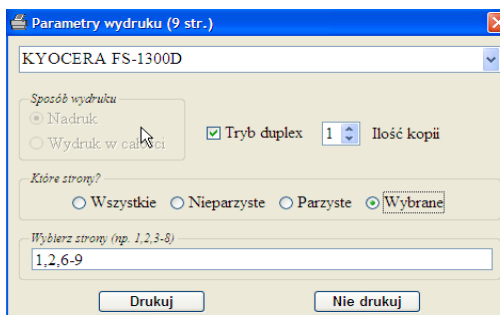 Parametry wydruku (9 str.)
KYOCERA FS-1300D
Sposób wydruku
Nadruk
Wydruk w całości
Tryb duplex 1 Ilość kopii
Które strony?
Wszystkie Nieparzyste Parzyste Wybrane
Wybierz strony (np. 1,2,3-8)
1,2,6-9
Drukuj Nie drukuj